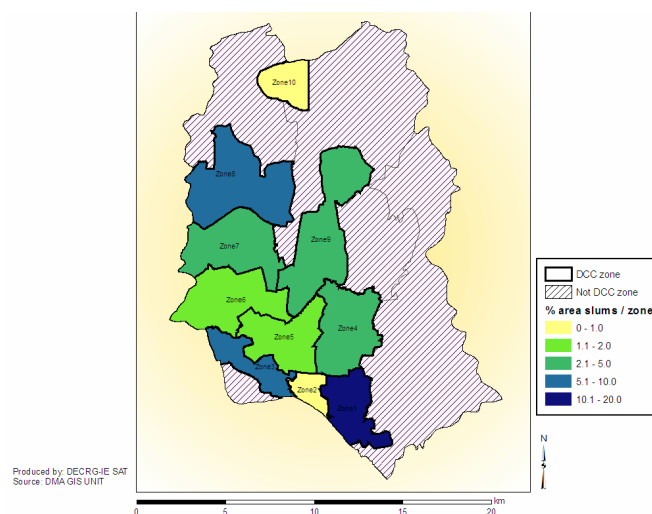 Zone10
Zone8
Zone9
Zone7
Zone6
Zone5
Zone4
Zone3
Zone2
Zone1
DCC zone
Not DCC zone
% area slums / zone
0 - 1.0
1.1 - 2.0
2.1 - 5.0
5.1 - 10.0
10.1 - 20.0
N
S
Produced by: DECRG-IE SAT
Source: DMA GIS UNIT
km
0 5 10 15 20